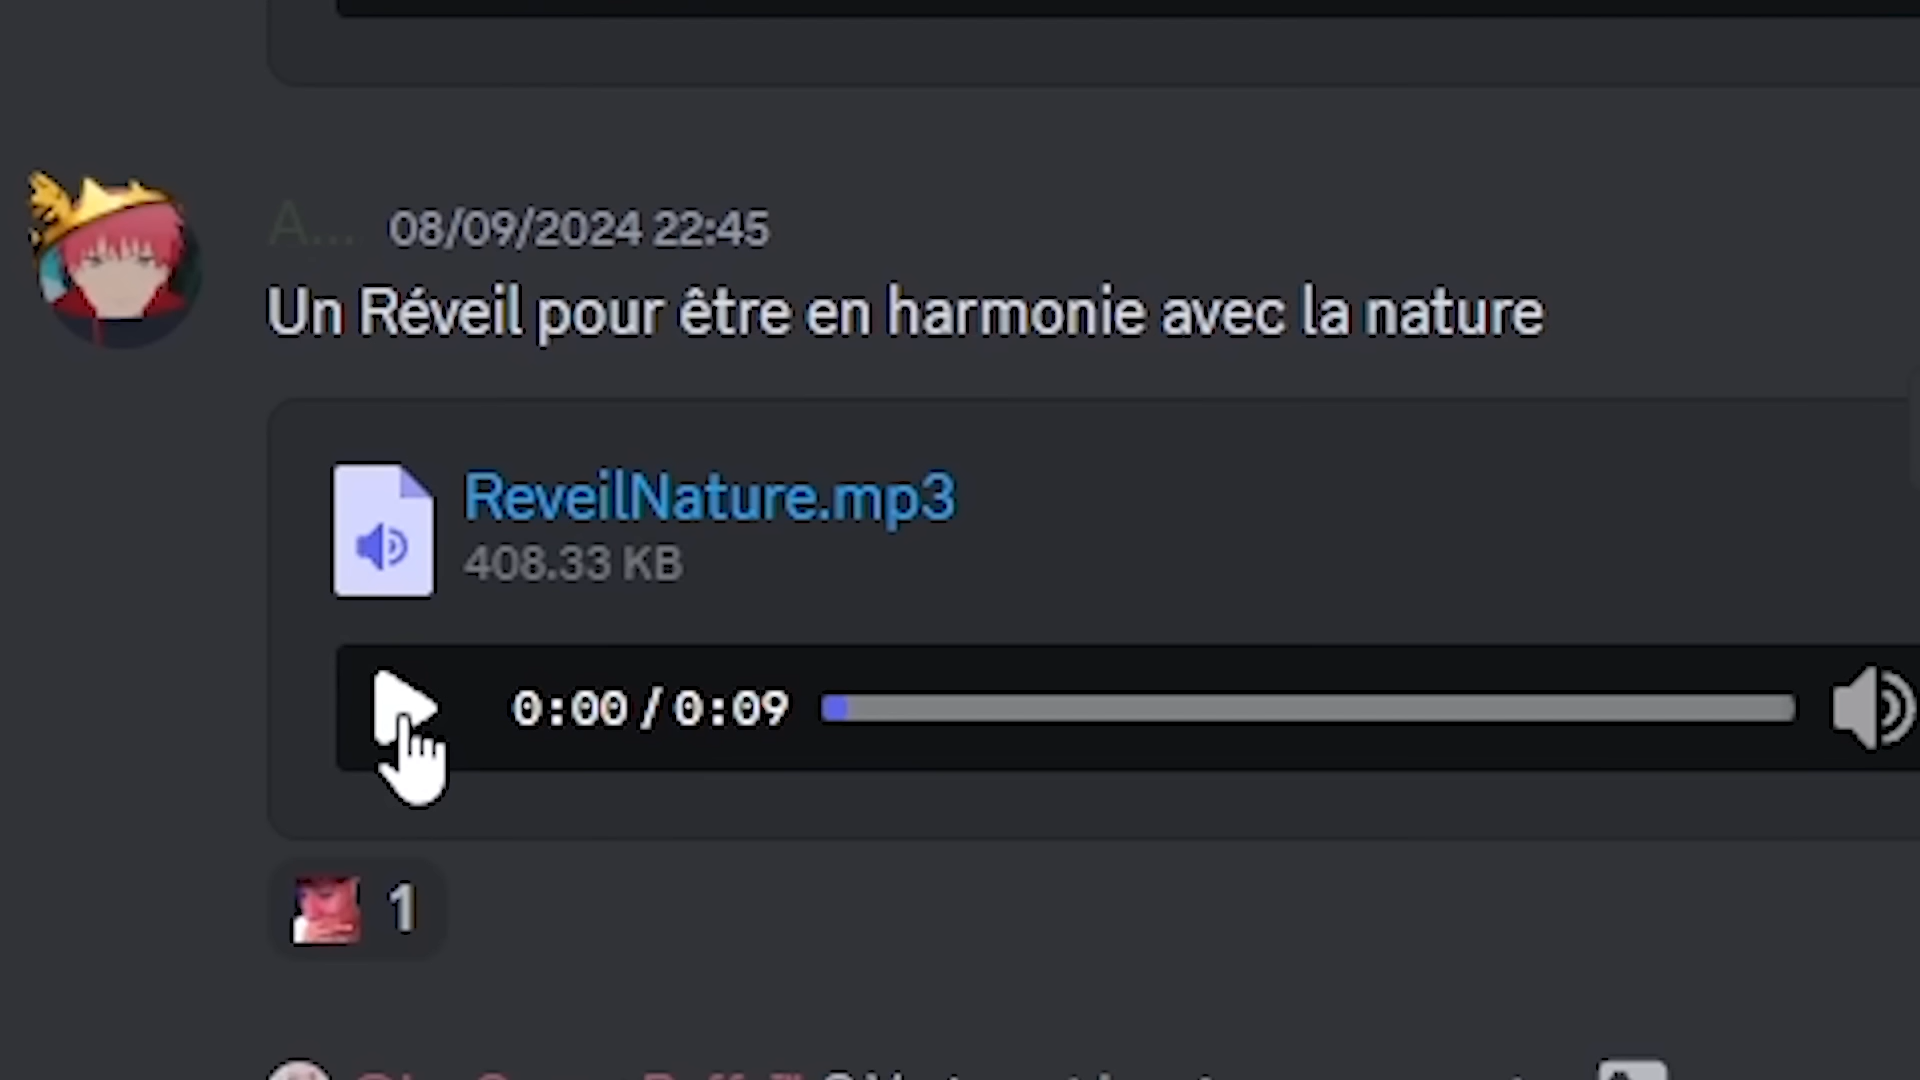 A... 08/09/2024 22:45
Un Réveil pour être en harmonie avec la nature
ReveilNature.mp3
408.33 KB
0:00 / 0:09
1